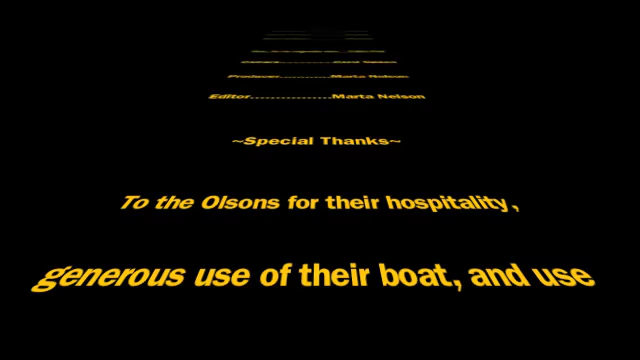 Producer..............Marta Nelson
Editor..................Marta Nelson
~Special Thanks~
To the Olsons for their hospitality,
generous use of their boat, and use